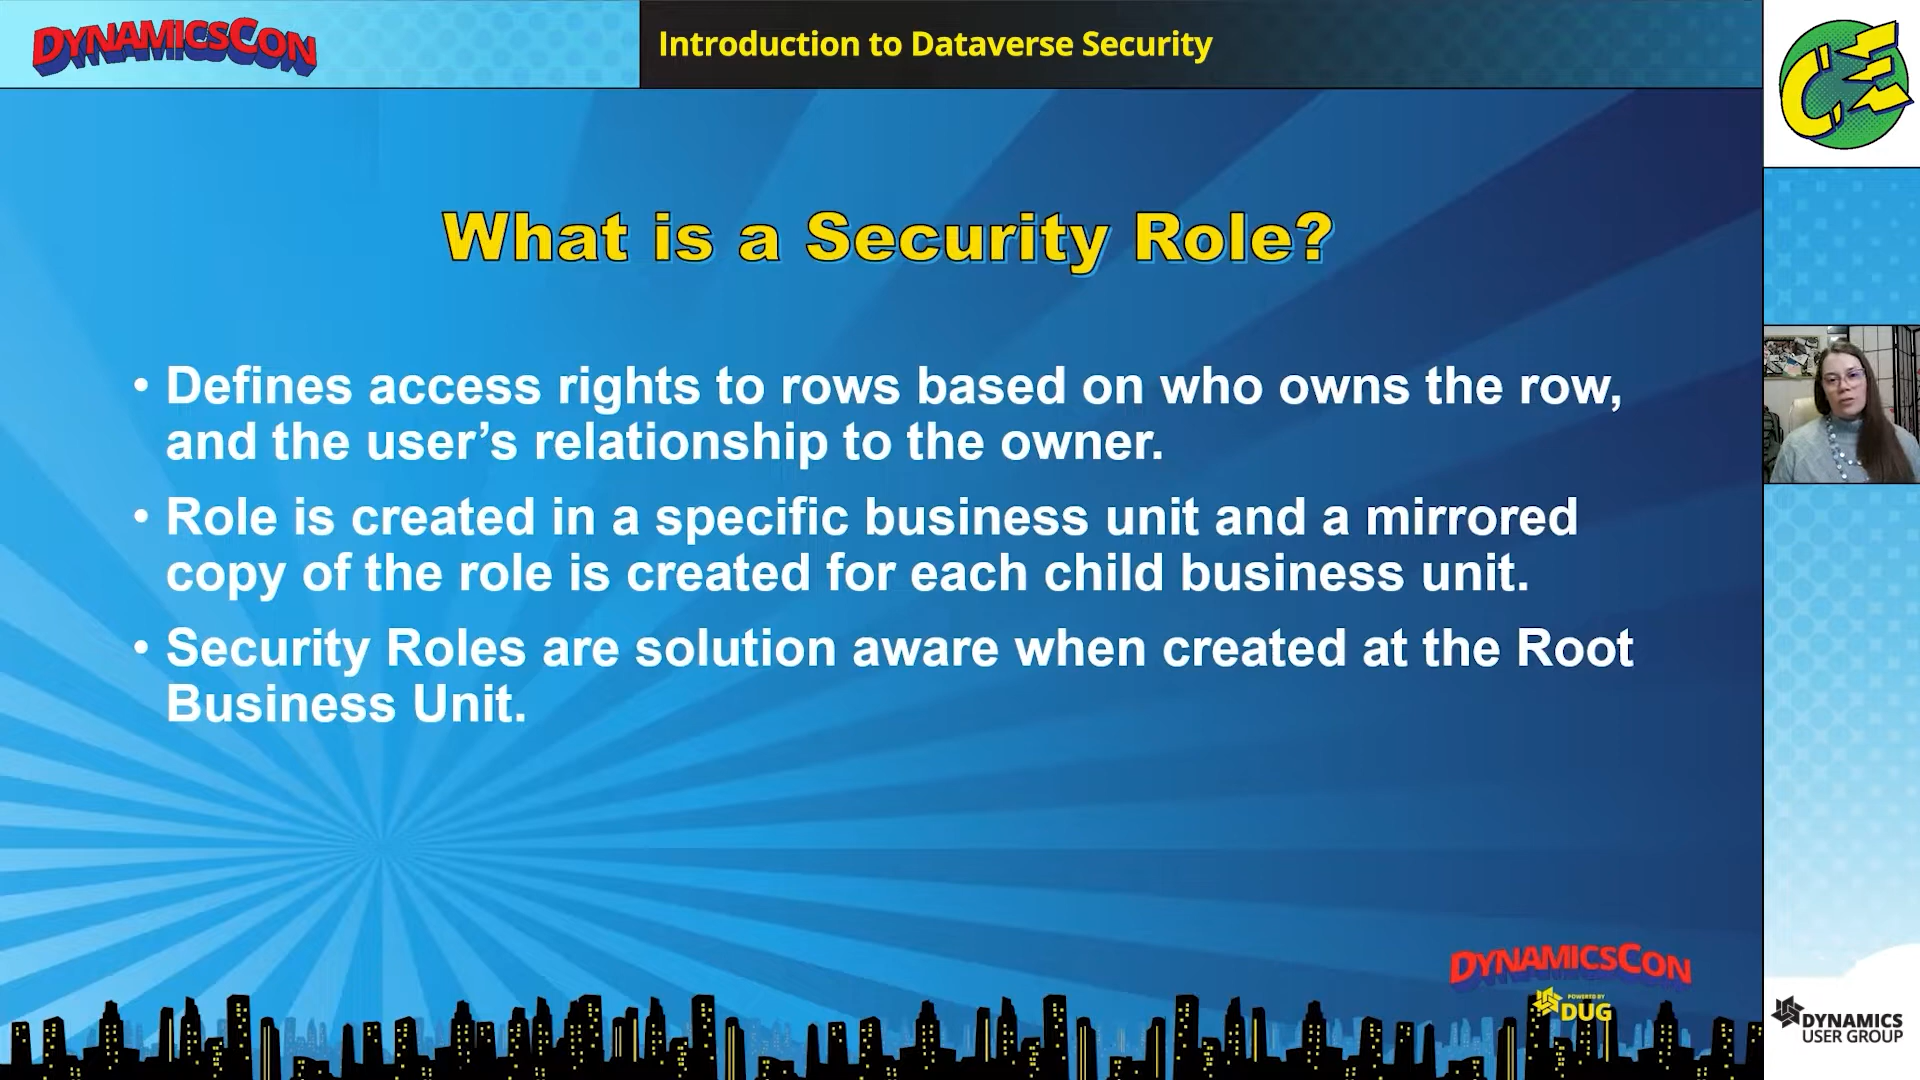 DYNAMICSCON
Introduction to Dataverse Security
CE
What is a Security Role?
• Defines access rights to rows based on who owns the row,
and the user’s relationship to the owner.
• Role is created in a specific business unit and a mirrored
copy of the role is created for each child business unit.
• Security Roles are solution aware when created at the Root
Business Unit.
DYNAMICSCON
POWERED BY
DUG
DYNAMICS
USER GROUP